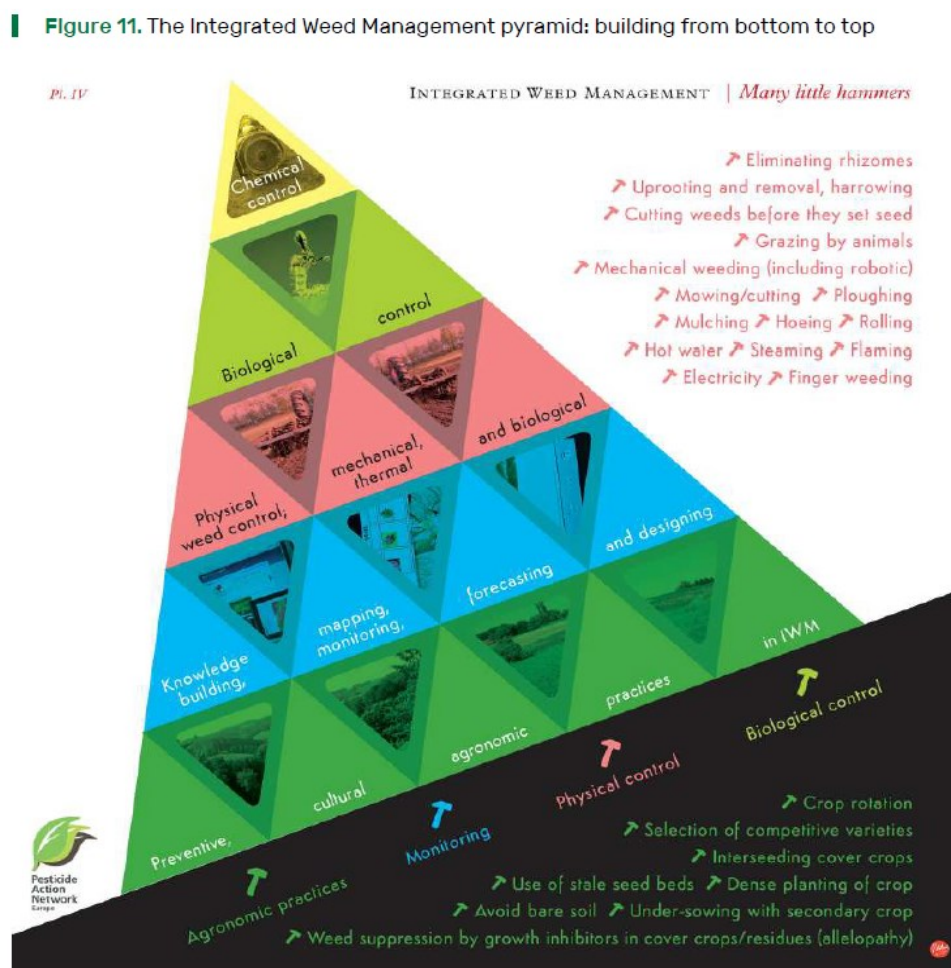 Figure 11. The Integrated Weed Management pyramid: building from bottom to top
Pl. IV
INTEGRATED WEED MANAGEMENT | Many little hammers
Eliminating rhizomes
Uprooting and removal, harrowing
Cutting weeds before they set seed
Grazing by animals
Mechanical weeding (including robotic)
Mowing/cutting Ploughing
Mulching Hoeing Rolling
Hot water Steaming Flaming
Electricity Finger weeding
Chemical
control
Biological control
Physical
weed control;
mechanical,
thermal
and biological
Knowledge
building,
mapping,
monitoring,
forecasting
and designing
Preventive,
cultural
agronomic
practices
in IWM
Agronomic practices
Monitoring
Physical control
Biological control
Crop rotation
Selection of competitive varieties
Interseeding cover crops
Use of stale seed beds Dense planting of crop
Avoid bare soil Under-sowing with secondary crop
Weed suppression by growth inhibitors in cover crops/residues (allelopathy)
Pesticide
Action
Network
Europe